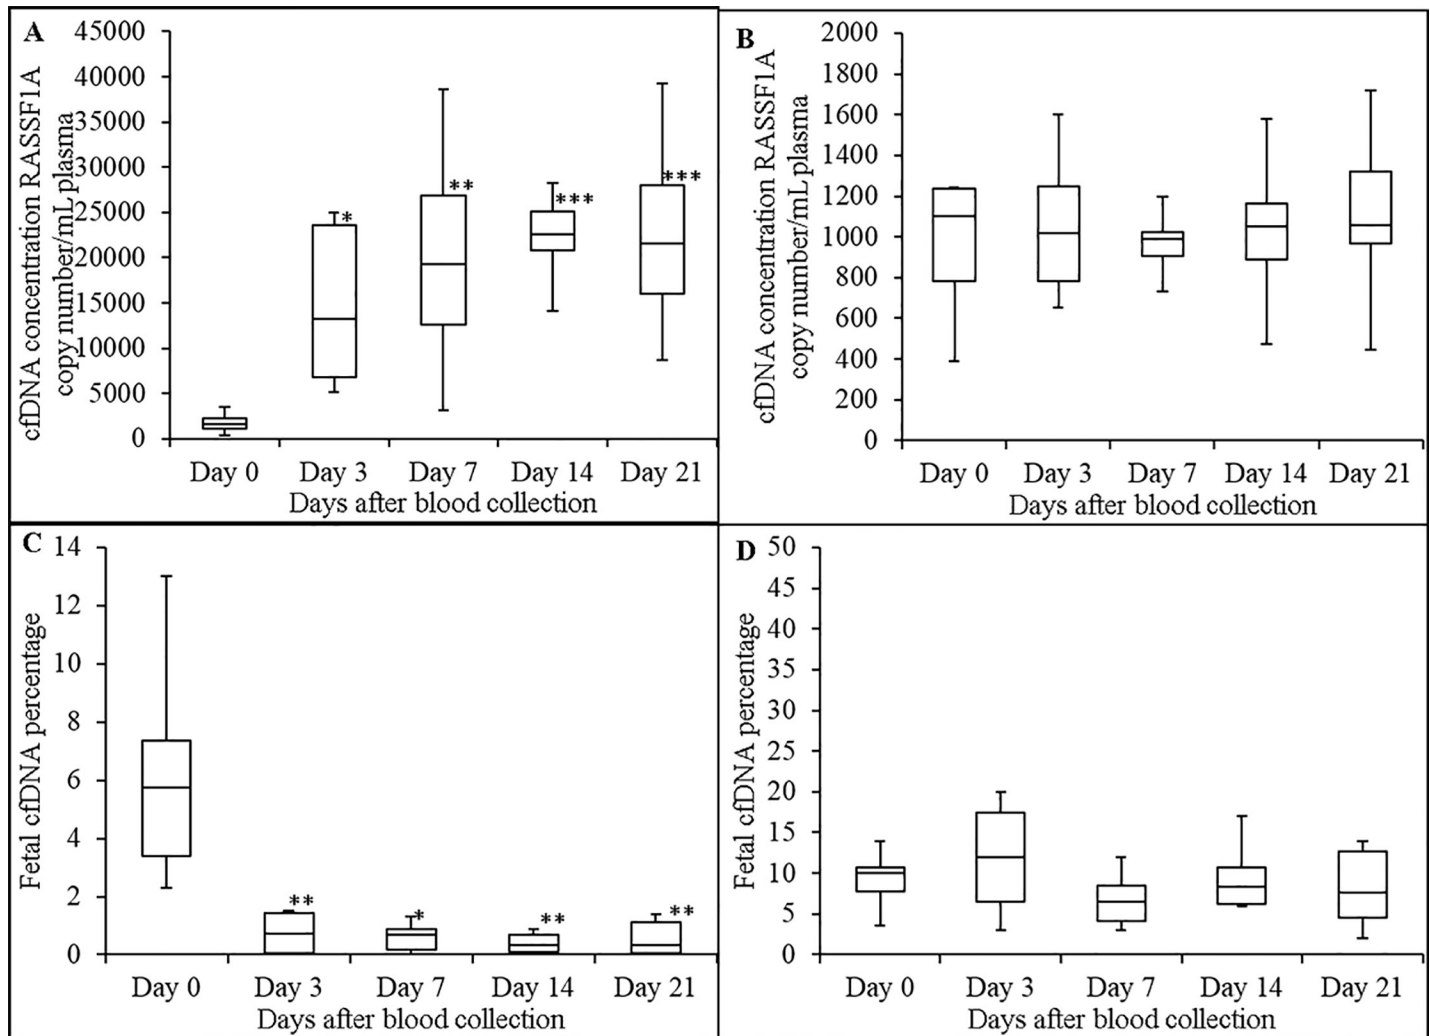 A
cfDNA concentration RASSF1A
copy number/mL plasma
45000
40000
35000
30000
25000
20000
15000
10000
5000
0
*
**
***
***
Day 0 Day 3 Day 7 Day 14 Day 21
Days after blood collection
B
cfDNA concentration RASSF1A
copy number/mL plasma
2000
1800
1600
1400
1200
1000
800
600
400
200
0
Day 0 Day 3 Day 7 Day 14 Day 21
Days after blood collection
C
Fetal cfDNA percentage
14
12
10
8
6
4
2
0
**
*
**
**
Day 0 Day 3 Day 7 Day 14 Day 21
Days after blood collection
D
Fetal cfDNA percentage
50
45
40
35
30
25
20
15
10
5
0
Day 0 Day 3 Day 7 Day 14 Day 21
Days after blood collection